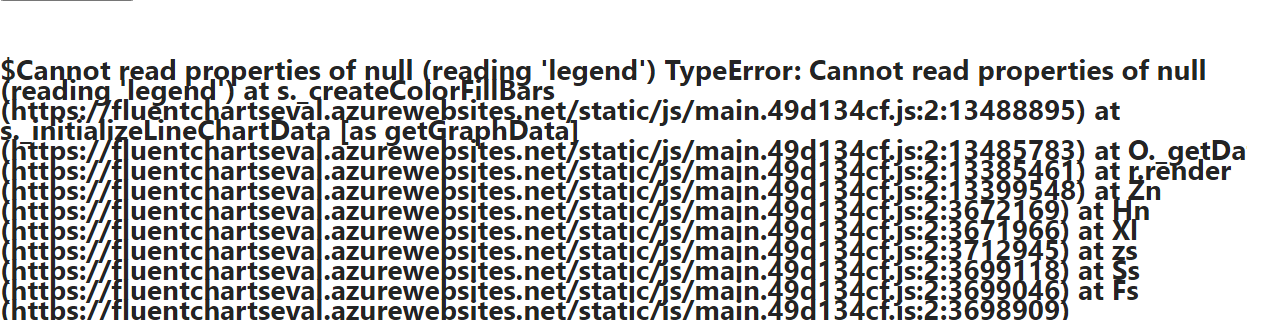 $Cannot read properties of null (reading 'legend') TypeError: Cannot read properties of null
(reading 'legend') at s._createColorFillBars
(https://fluentchartseval.azurewebsites.net/static/js/main.49d134cf.js:2:13488895) at
s._initializeLineChartData [as getGraphData]
(https://fluentchartseval.azurewebsites.net/static/js/main.49d134cf.js:2:13485783) at O._getDa
(https://fluentchartseval.azurewebsites.net/static/js/main.49d134cf.js:2:13385461) at r.render
(https://fluentchartseval.azurewebsites.net/static/js/main.49d134cf.js:2:13399548) at Zn
(https://fluentchartseval.azurewebsites.net/static/js/main.49d134cf.js:2:3672169) at Hn
(https://fluentchartseval.azurewebsites.net/static/js/main.49d134cf.js:2:3671966) at Xl
(https://fluentchartseval.azurewebsites.net/static/js/main.49d134cf.js:2:3712945) at zs
(https://fluentchartseval.azurewebsites.net/static/js/main.49d134cf.js:2:3699118) at Ss
(https://fluentchartseval.azurewebsites.net/static/js/main.49d134cf.js:2:3699046) at Fs
(https://fluentchartseval.azurewebsites.net/static/js/main.49d134cf.js:2:3698909)